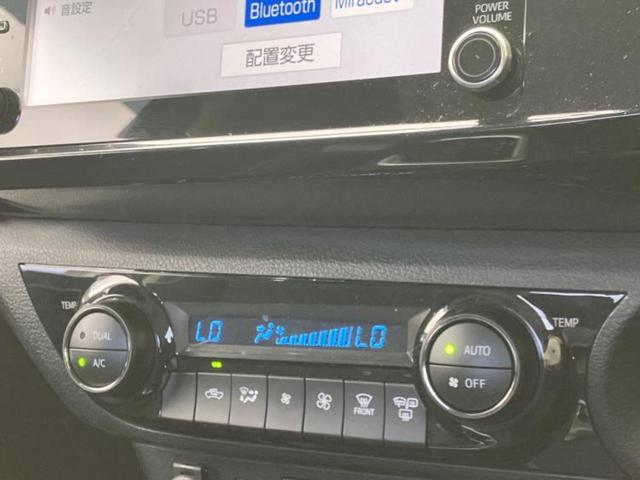 音設定
USB
Bluetooth
Miracast
配置変更
POWER
VOLUME
TEMP
DUAL
A/C
LO
LO
AUTO
OFF
TEMP
FRONT